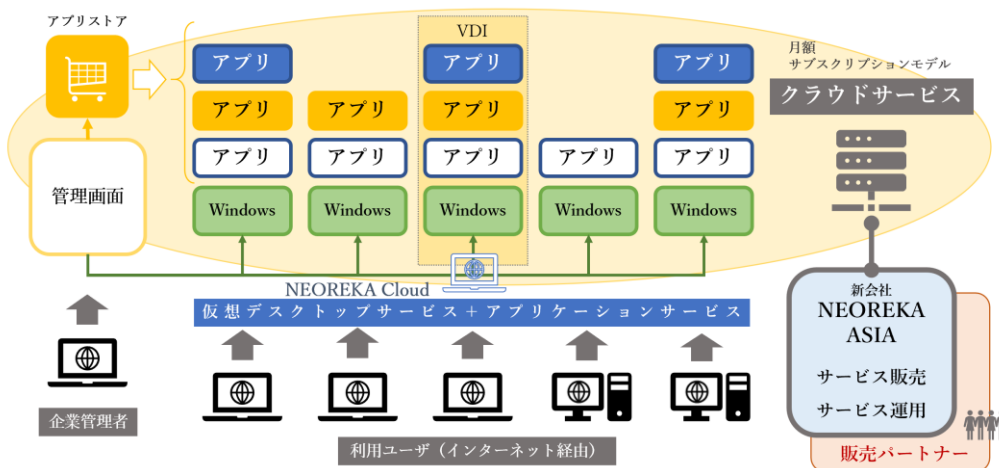 アプリストア
管理画面
VDI
アプリ
アプリ
アプリ
アプリ
アプリ
アプリ
アプリ
アプリ
アプリ
アプリ
アプリ
アプリ
Windows
Windows
Windows
Windows
Windows
月額
サブスクリプションモデル
クラウドサービス
NEOREKA Cloud
仮想デスクトップサービス＋アプリケーションサービス
企業管理者
利用ユーザ（インターネット経由）
新会社
NEOREKA
ASIA
サービス販売
サービス運用
販売パートナー